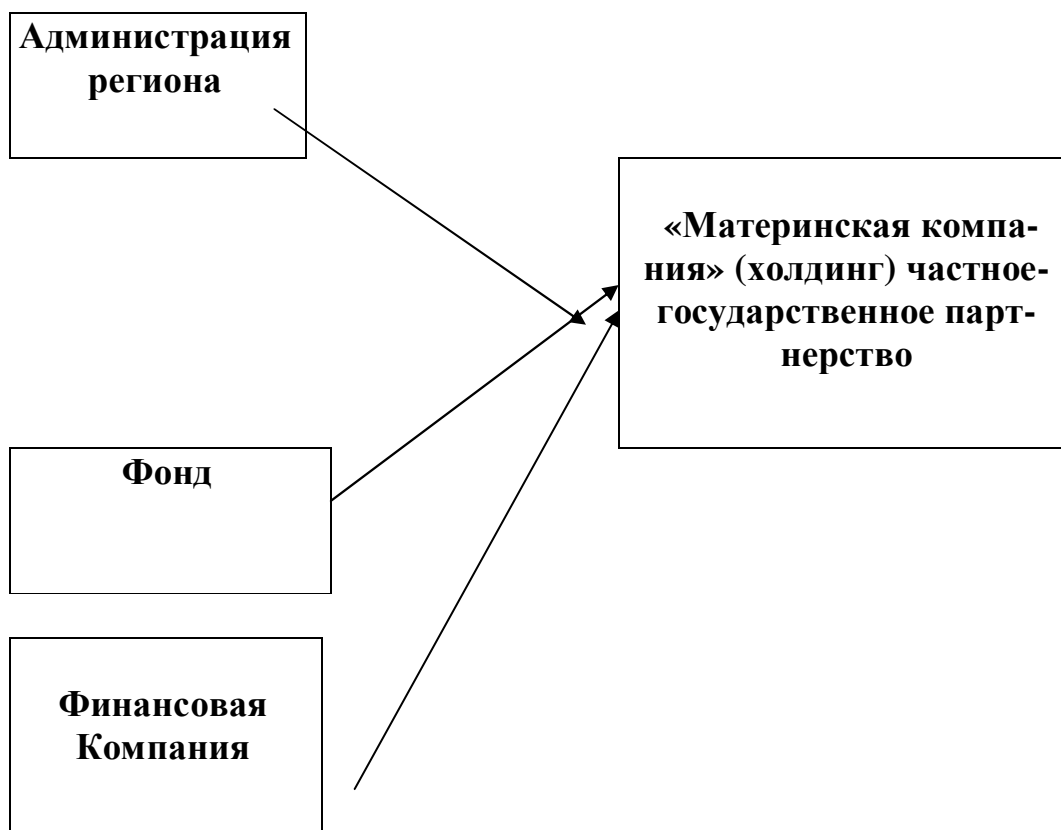 Администрация
региона
«Материнская компа-
ния» (холдинг) частное-
государственное парт-
нерство
Фонд
Финансовая
Компания